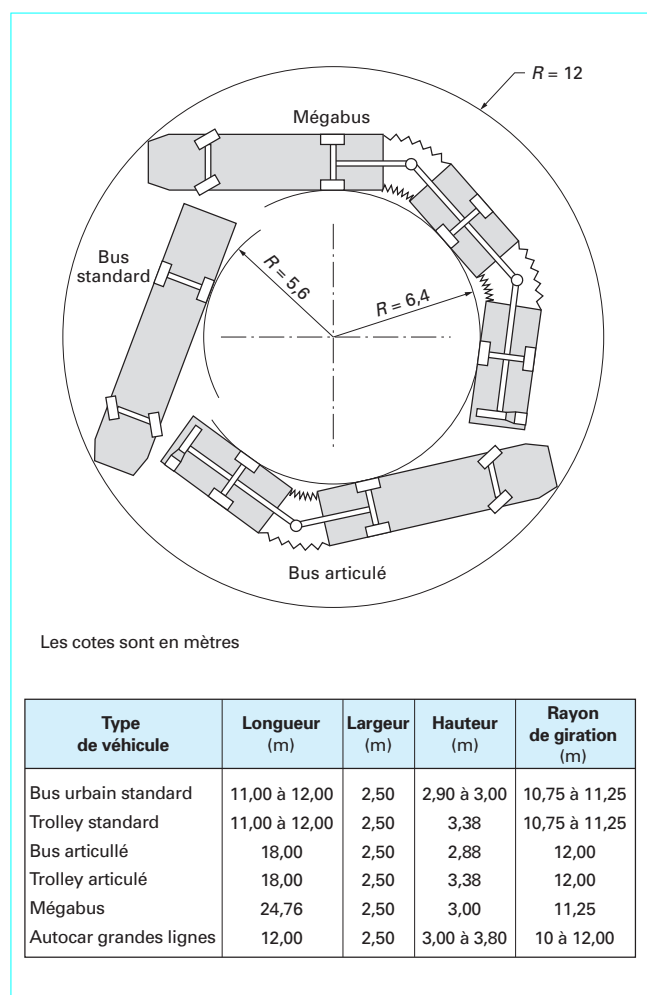 R = 12
Mégabus
Bus
standard
R = 5,6
R = 6,4
Bus articulé
Les cotes sont en mètres
Type
de véhicule
Longueur
(m)
Largeur
(m)
Hauteur
(m)
Rayon
de giration
(m)
Bus urbain standard 11,00 à 12,00 2,50 2,90 à 3,00 10,75 à 11,25
Trolley standard 11,00 à 12,00 2,50 3,38 10,75 à 11,25
Bus articullé 18,00 2,50 2,88 12,00
Trolley articulé 18,00 2,50 3,38 12,00
Mégabus 24,76 2,50 3,00 11,25
Autocar grandes lignes 12,00 2,50 3,00 à 3,80 10 à 12,00